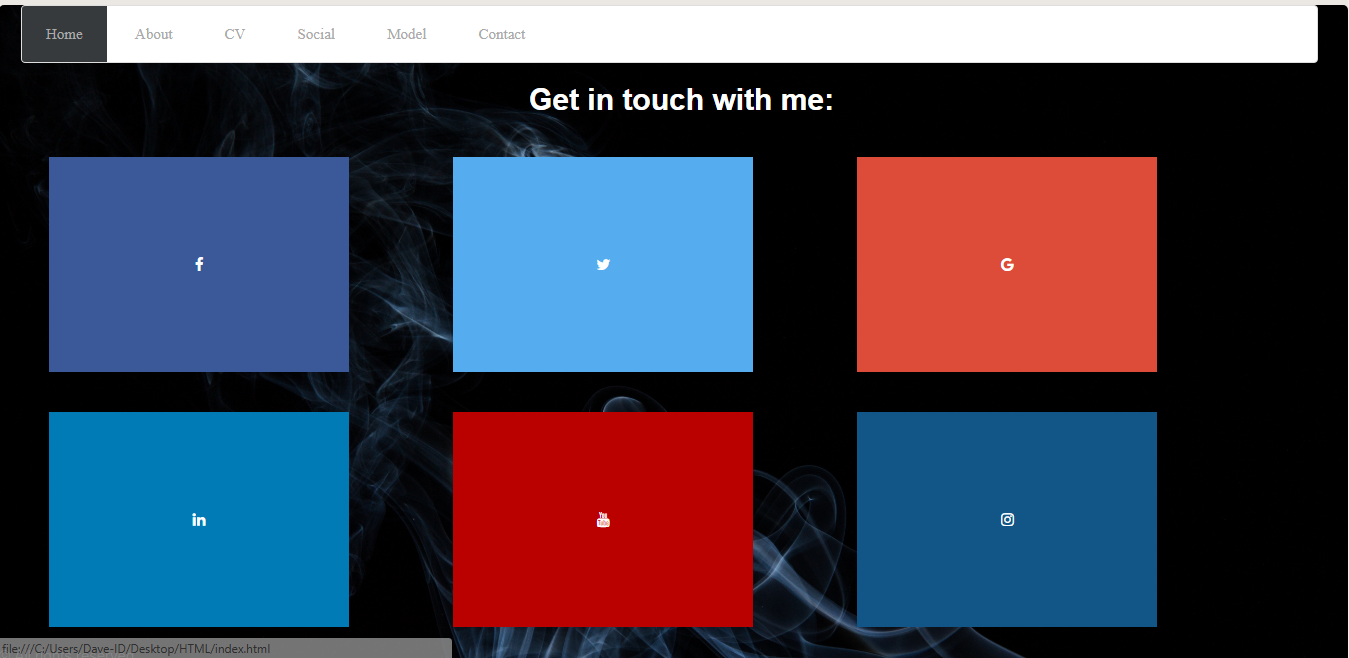 Home About CV Social Model Contact
Get in touch with me:
You
Tube
file:///C:/Users/Dave-ID/Desktop/HTML/index.html